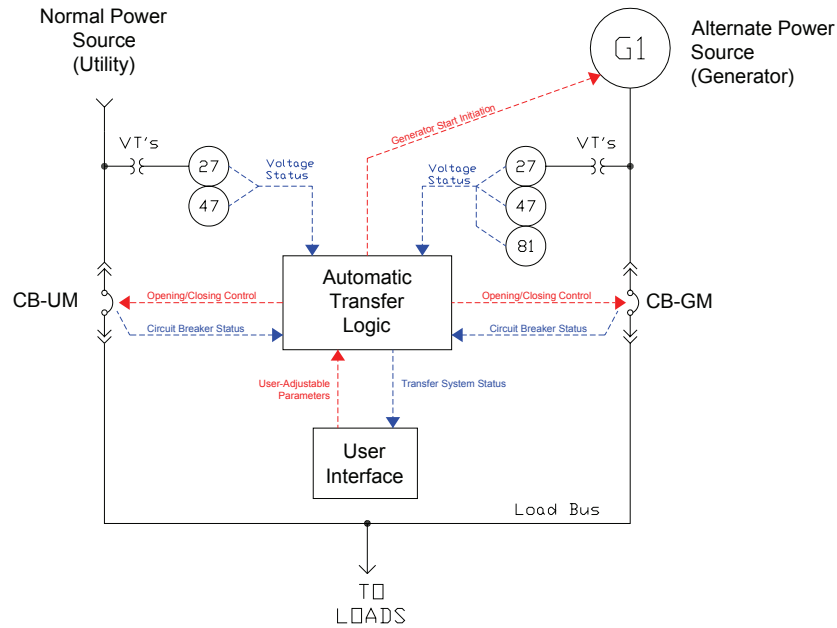 Normal Power
Source
(Utility)
G1
Alternate Power
Source
(Generator)
Generator Start Initiation
VT's
27
47
Voltage
Status
Voltage
Status
27
47
81
VT's
CB-UM
Opening/Closing Control
Circuit Breaker Status
Automatic
Transfer
Logic
Opening/Closing Control
Circuit Breaker Status
CB-GM
User-Adjustable
Parameters
Transfer System Status
User
Interface
Load Bus
TO
LOADS